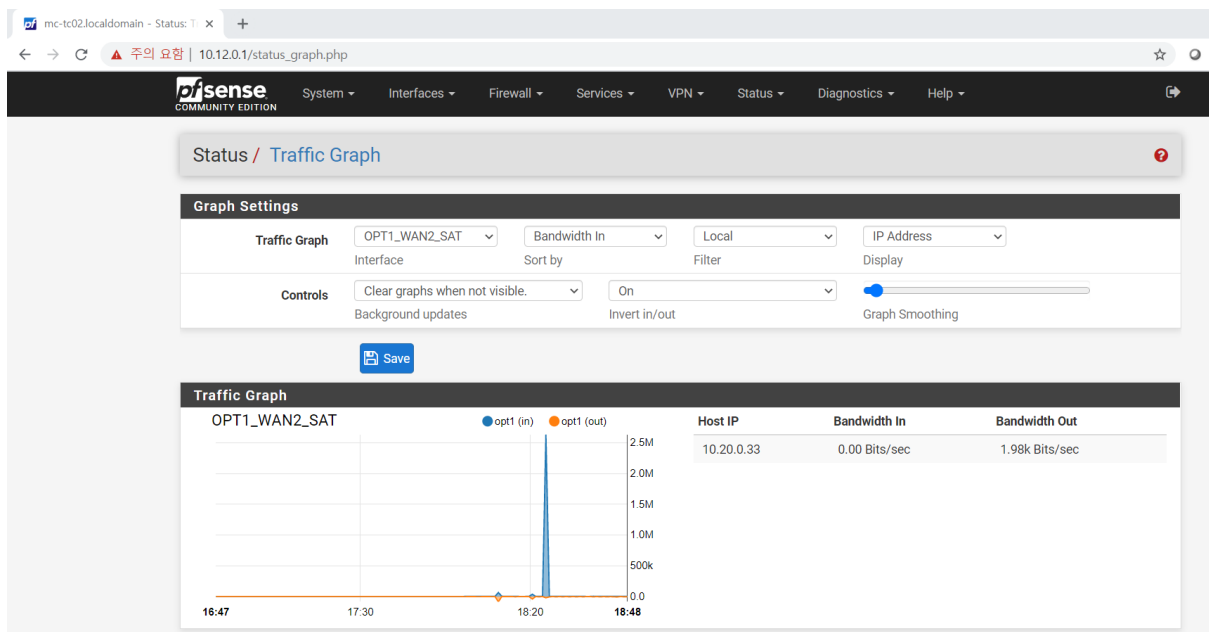 mc-tc02.localdomain - Status: T
주의 요함 | 10.12.0.1/status_graph.php
pfsense
COMMUNITY EDITION
System Interfaces Firewall Services VPN Status Diagnostics Help
Status / Traffic Graph
Graph Settings
Traffic Graph OPT1_WAN2_SAT Bandwidth In Local IP Address
Interface Sort by Filter Display
Controls Clear graphs when not visible. On
Background updates Invert in/out Graph Smoothing
Save
Traffic Graph
OPT1_WAN2_SAT opt1 (in) opt1 (out) Host IP Bandwidth In Bandwidth Out
2.5M
10.20.0.33 0.00 Bits/sec 1.98k Bits/sec
2.0M
1.5M
1.0M
500k
0.0
16:47 17:30 18:20 18:48